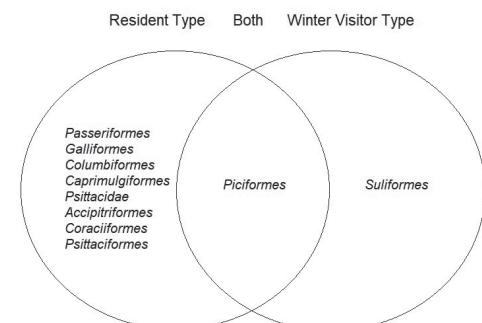 Resident Type Both Winter Visitor Type
Passeriformes
Galliformes
Columbiformes
Caprimulgiformes
Psittacidae
Accipitriformes
Coraciiformes
Psittaciformes
Piciformes
Suliformes